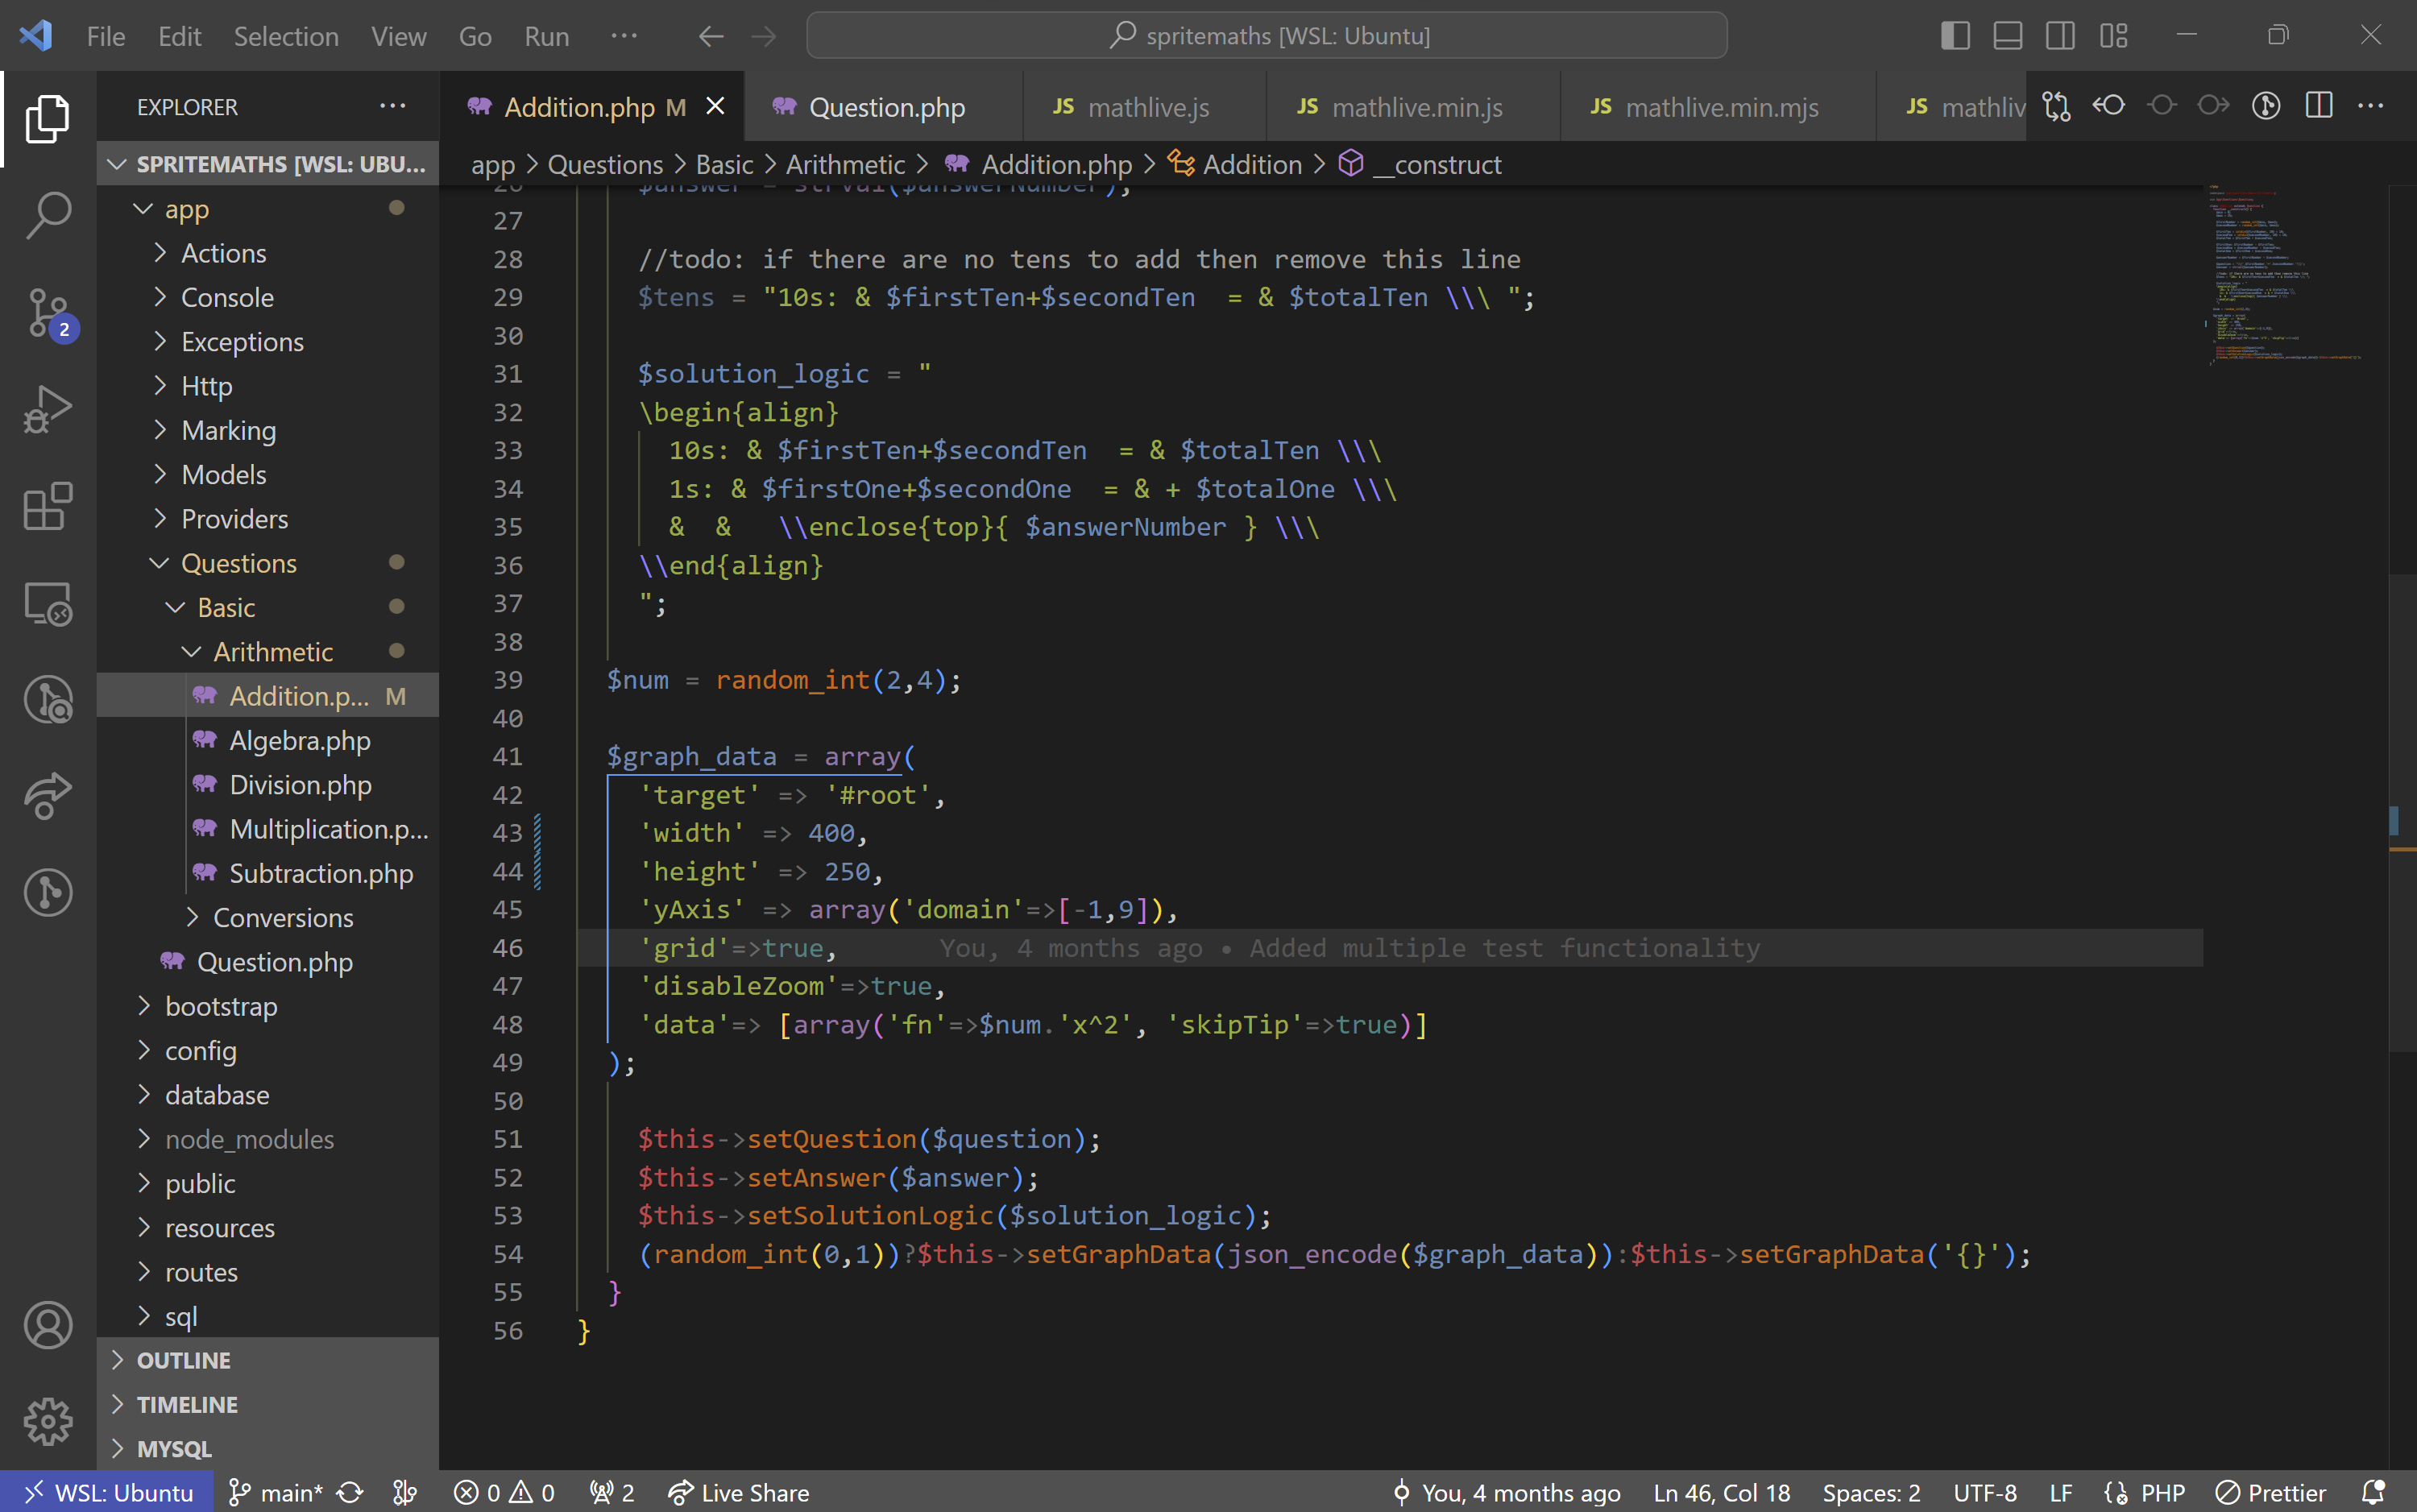 File Edit Selection View Go Run ··· spritemaths [WSL: Ubuntu]
EXPLORER ···
Addition.php M
Question.php
JS mathlive.js
JS mathlive.min.js
JS mathlive.min.mjs
JS mathliv
SPRITEMATHS [WSL: UBU...
app > Questions > Basic > Arithmetic > Addition.php > Addition > __construct
app
Actions
Console
Exceptions
Http
Marking
Models
Providers
Questions
Basic
Arithmetic
Addition.p... M
Algebra.php
Division.php
Multiplication.p...
Subtraction.php
Conversions
Question.php
bootstrap
config
database
node_modules
public
resources
routes
sql
OUTLINE
TIMELINE
MYSQL
2
26 $answer = strval($answerNumber);
27
28 //todo: if there are no tens to add then remove this line
29 $tens = "10s: & $firstTen+$secondTen  = & $totalTen \\\ ";
30
31 $solution_logic = "
32 \begin{align}
33 10s: & $firstTen+$secondTen  = & $totalTen \\\
34 1s: & $firstOne+$secondOne  = & + $totalOne \\\
35 &  &   \\enclose{top}{ $answerNumber } \\\
36 \\end{align}
37 ";
38
39 $num = random_int(2,4);
40
41 $graph_data = array(
42 'target' => '#root',
43 'width' => 400,
44 'height' => 250,
45 'yAxis' => array('domain'=>[-1,9]),
46 'grid'=>true, You, 4 months ago • Added multiple test functionality
47 'disableZoom'=>true,
48 'data'=> [array('fn'=>$num.'x^2', 'skipTip'=>true)]
49 );
50
51 $this->setQuestion($question);
52 $this->setAnswer($answer);
53 $this->setSolutionLogic($solution_logic);
54 (random_int(0,1))?$this->setGraphData(json_encode($graph_data)):$this->setGraphData('{}');
55 }
56 }
WSL: Ubuntu main* 0 0 2 Live Share You, 4 months ago Ln 46, Col 18 Spaces: 2 UTF-8 LF PHP Prettier